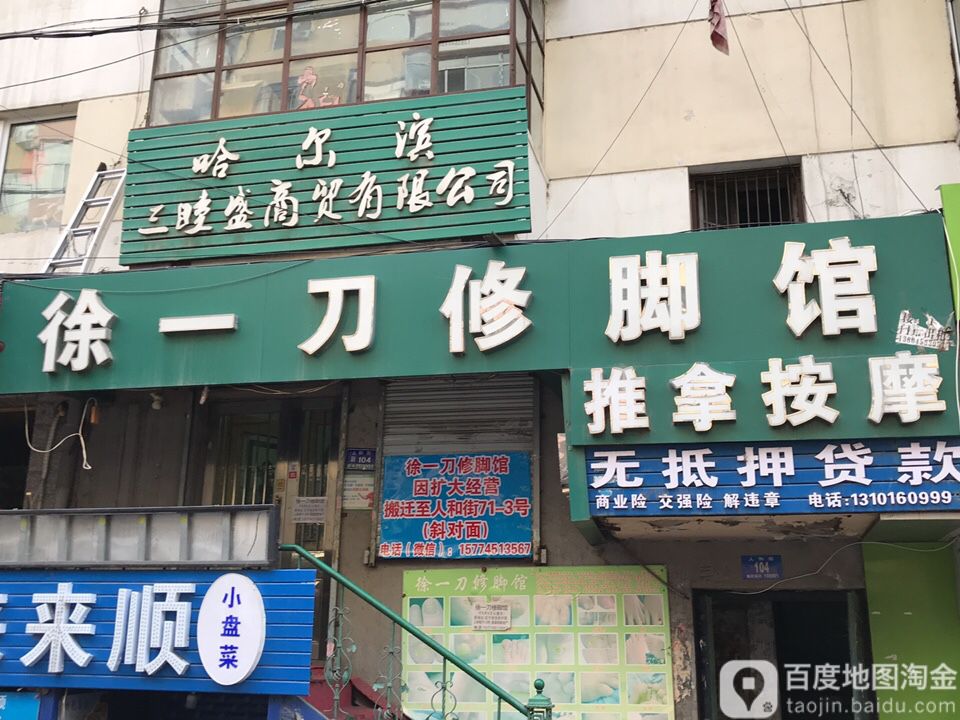 哈尔滨
三睦盛商贸有限公司
徐一刀修脚馆
推拿按摩
无抵押贷款
商业险 交强险 解违章 电话:1310160999
104
徐一刀修脚馆
因扩大经营
搬迁至人和街71-3号
(斜对面)
电话（微信）：15774513567
104
徐一刀修脚馆
来顺
小盘菜
百度地图淘金
taojin.baidu.com